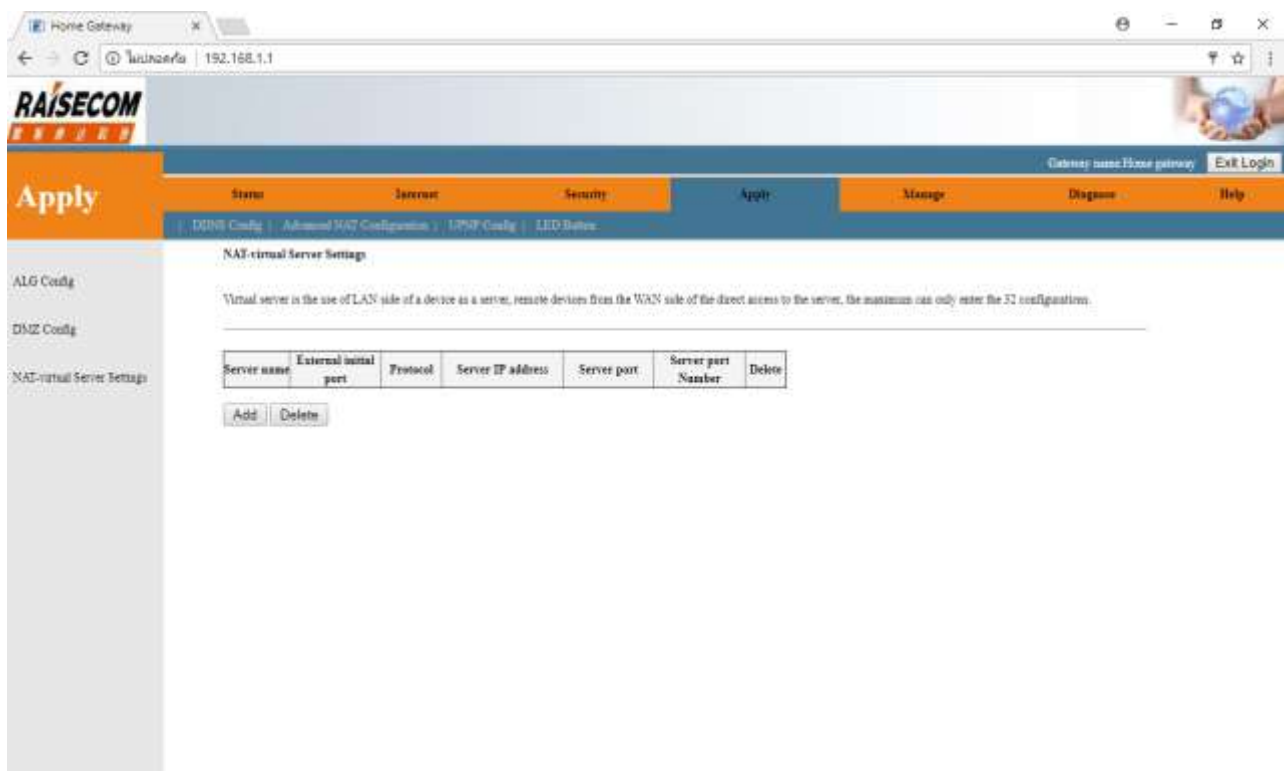 Home Gateway
ไม่ปลอดภัย 192.168.1.1
RAISECOM
Gateway name:Home gateway Exit Login
Apply
Status Internet Security Apply Manage Diagnose Help
| DDNS Config | Advanced NAT Configuration | UPNP Config | LED Button
NAT-virtual Server Settings
ALG Config
Virtual server is the use of LAN side of a device as a server, remote devices from the WAN side of the direct access to the server, the maximum can only enter the 32 configurations.
DMZ Config
NAT-virtual Server Settings
Server name External initial port Protocol Server IP address Server port Server port Number Delete
Add Delete